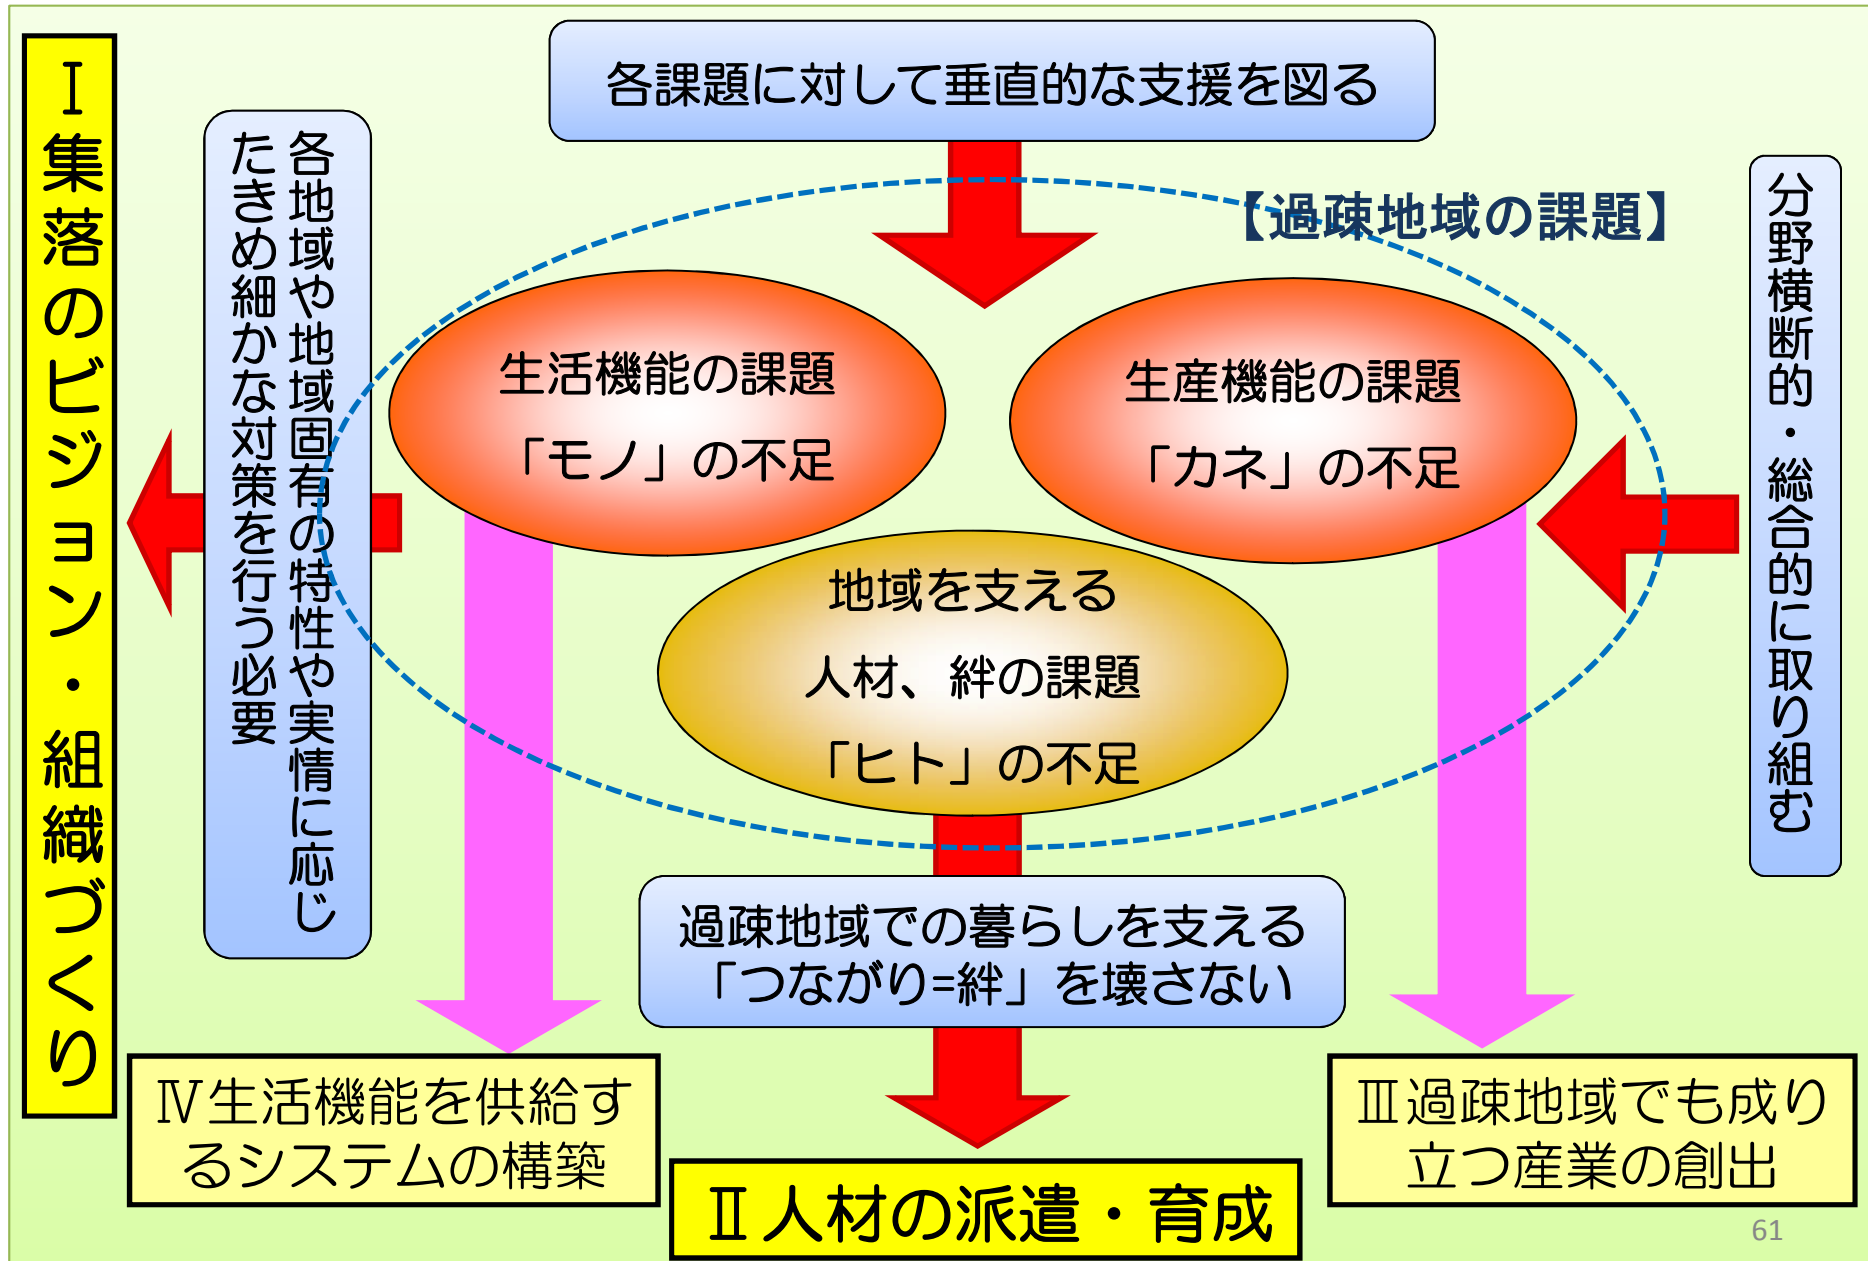 Ⅰ集落のビジョン・組織づくり
各課題に対して垂直的な支援を図る
各地域や地域固有の特性や実情に応じ
たきめ細かな対策を行う必要
【過疎地域の課題】
分野横断的・総合的に取り組む
生活機能の課題
「モノ」の不足
生産機能の課題
「カネ」の不足
地域を支える
人材、絆の課題
「ヒト」の不足
過疎地域での暮らしを支える
「つながり=絆」を壊さない
Ⅳ生活機能を供給す
るシステムの構築
Ⅱ人材の派遣・育成
Ⅲ過疎地域でも成り
立つ産業の創出
61